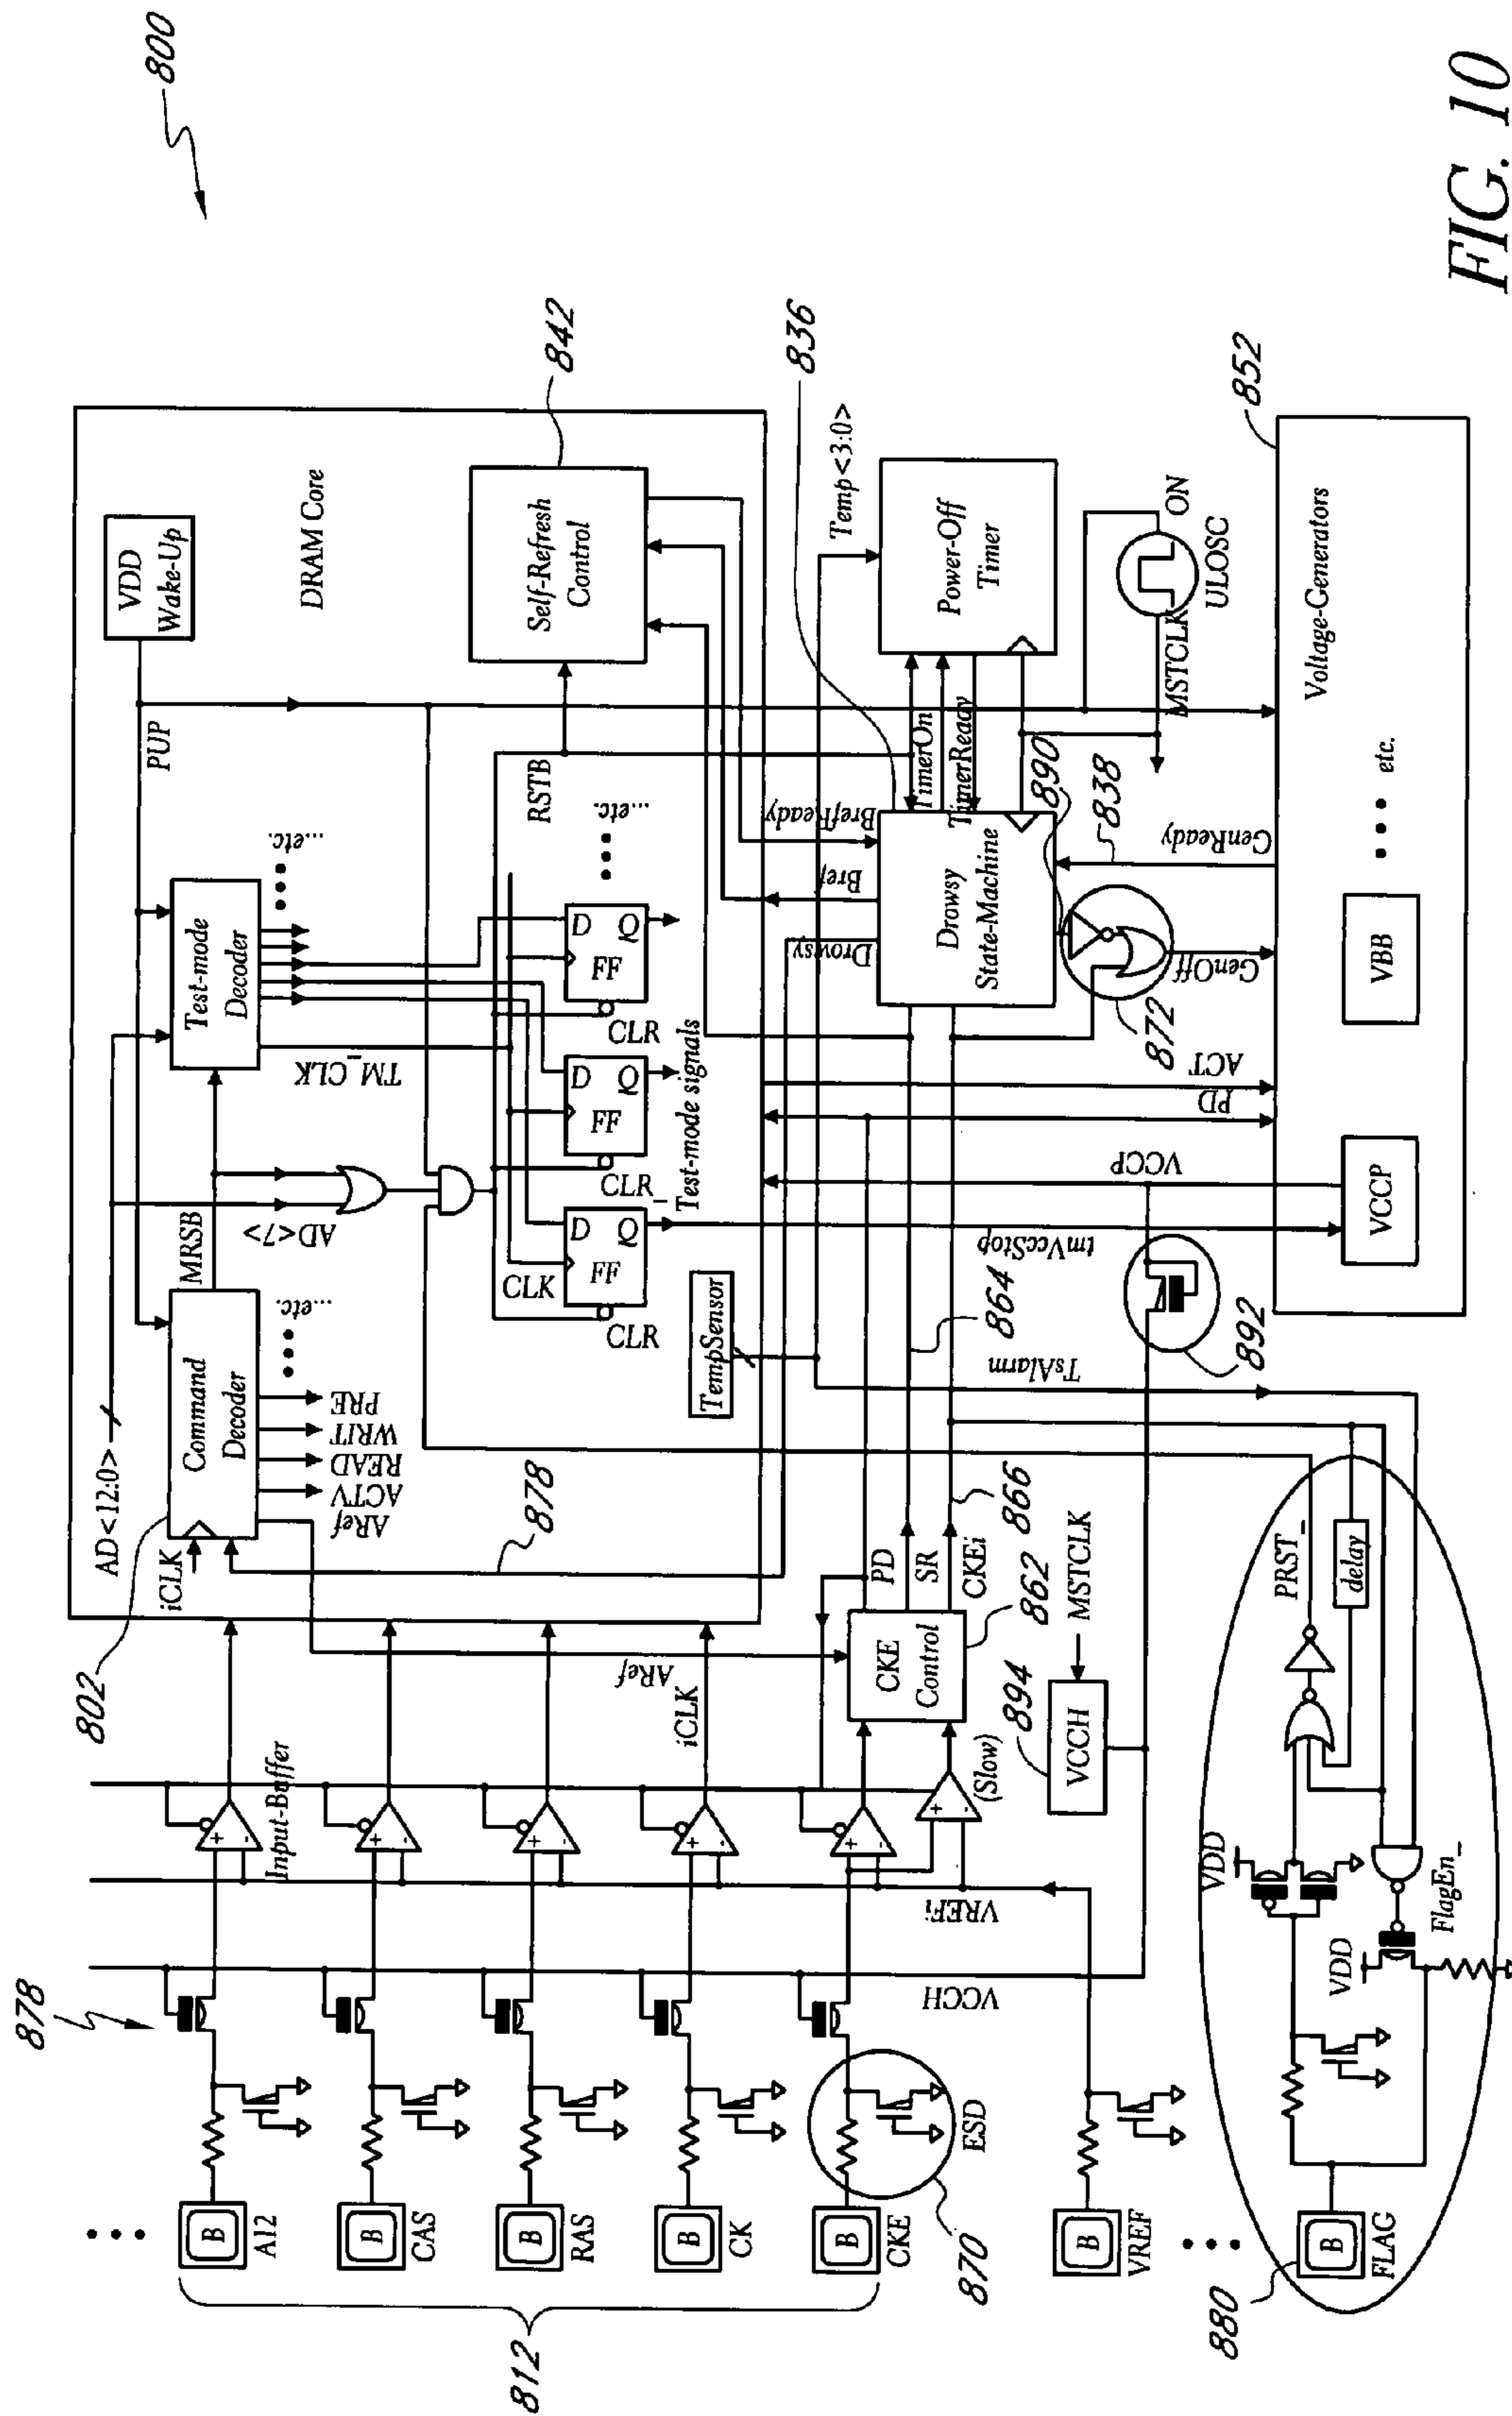 800
VDD
Wake-Up
DRAM Core
PUP
AD<12:0>
iCLK
802
Command
Decoder
MRSB
Test-mode
Decoder
...etc.
...etc.
ARef
ACTV
READ
WRIT
PRE
AD<7>
TM_CLK
878
RSTB
...etc.
Self-Refresh
Control
842
CLK
D
Q
FF
CLR
D
Q
FF
CLR_
D
Q
FF
CLR
Test-mode signals
878
Input-Buffer
+
-
+
-
+
-
+
-
+
-
+
-
ARef
iCLK
TempSensor
836
Temp<3:0>
BrefReady
Bref
Drowsy
Drowsy
State-Machine
TimerOn
TimerReady
Power-Off
Timer
890
838
ON
ULOSC
MSTCLK
GenReady
GenOff
872
CKE
Control
(Slow)
PD
SR
CKEi
862
866
864
TsAlarm
tmVccStop
VCCP
PD
ACT
892
852
Voltage-Generators
VCCP
VBB
etc.
894
VCCH
MSTCLK
VREFi
VCCH
B
A12
B
CAS
B
RAS
B
CK
B
CKE
812
870
ESD
B
VREF
880
B
FLAG
VDD
VDD
FlagEn_
PRST_
delay
FIG. 10